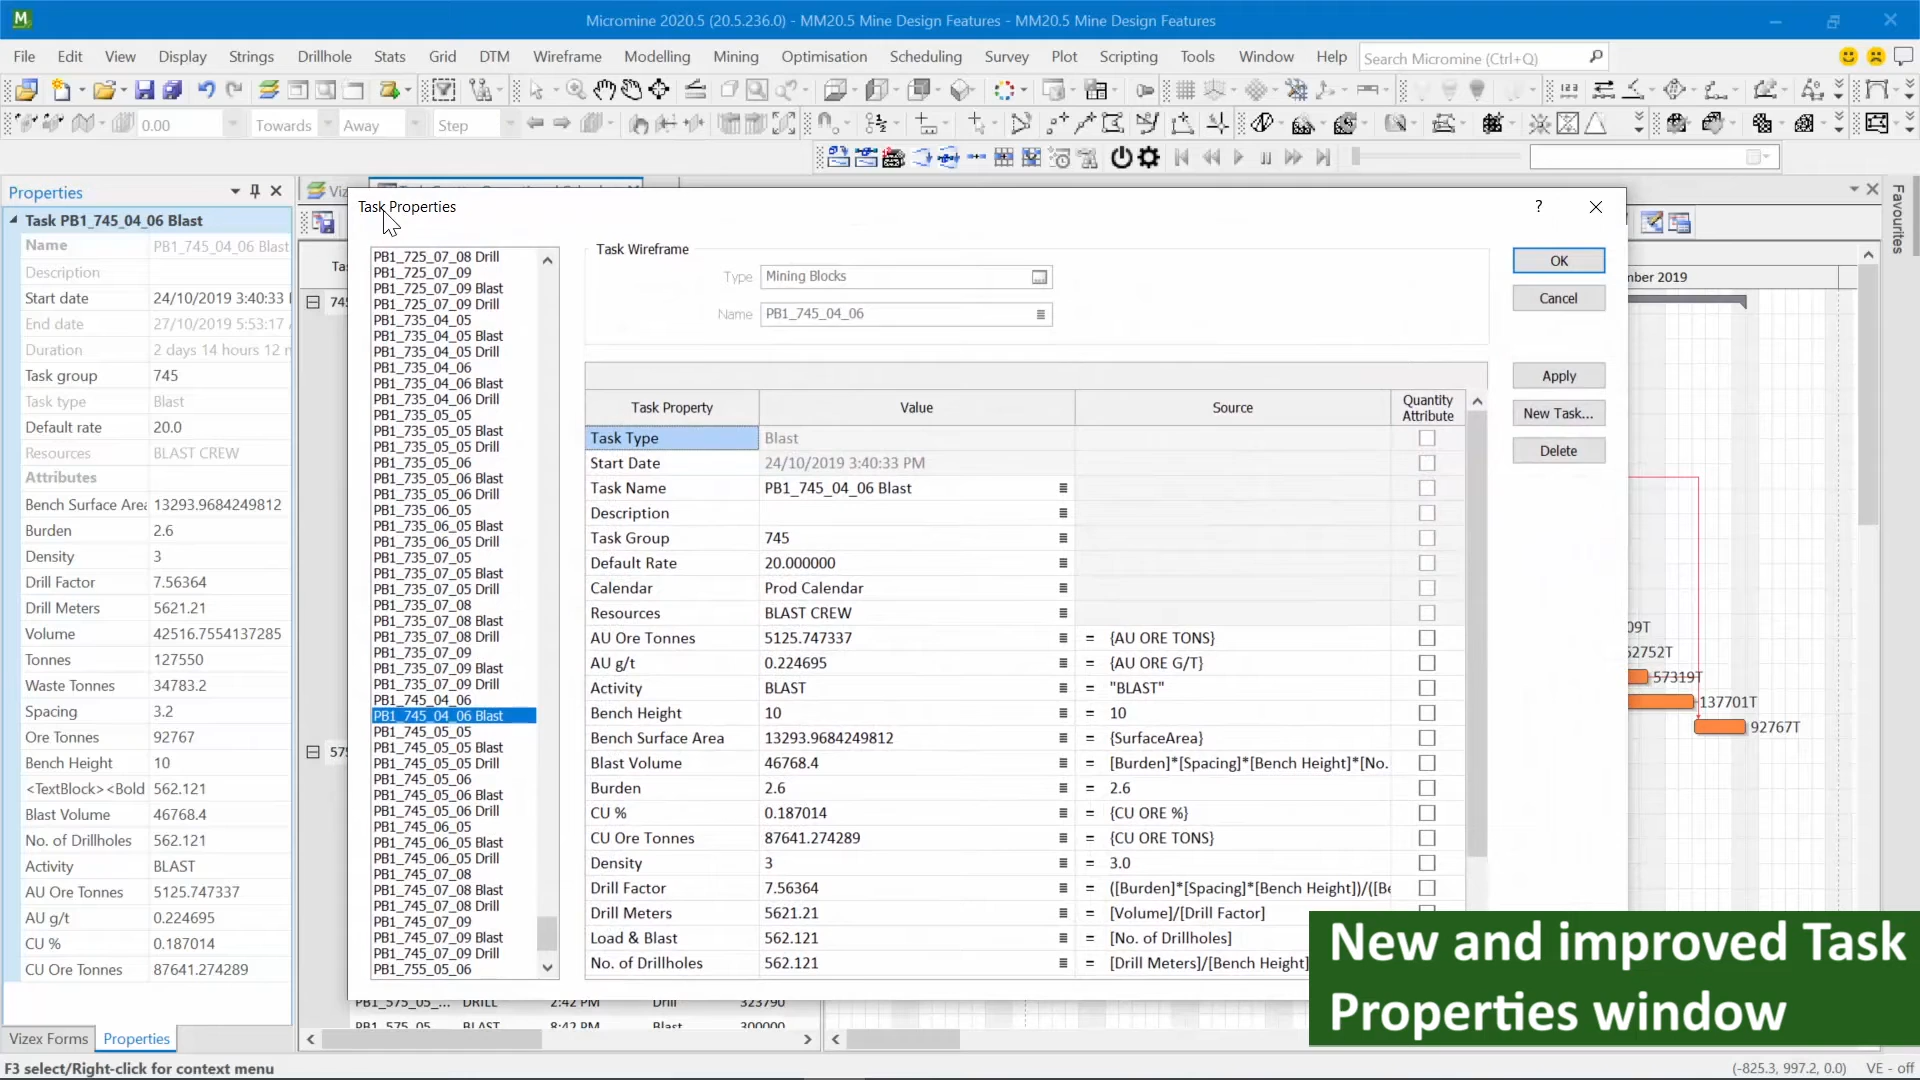 Micromine 2020.5 (20.5.236.0) - MM20.5 Mine Design Features - MM20.5 Mine Design Features
File Edit View Display Strings Drillhole Stats Grid DTM Wireframe Modelling Mining Optimisation Scheduling Survey Plot Scripting Tools Window Help Search Micromine (Ctrl+Q)
0.00 Towards Away Step
Properties
Task PB1_745_04_06 Blast
Name PB1_745_04_06 Blast
Description
Start date 24/10/2019 3:40:33
End date 27/10/2019 5:53:17
Duration 2 days 14 hours 12
Task group 745
Task type Blast
Default rate 20.0
Resources BLAST CREW
Attributes
Bench Surface Area 13293.9684249812
Burden 2.6
Density 3
Drill Factor 7.56364
Drill Meters 5621.21
Volume 42516.7554137285
Tonnes 127550
Waste Tonnes 34783.2
Spacing 3.2
Ore Tonnes 92767
Bench Height 10
<TextBlock><Bold 562.121
Blast Volume 46768.4
No. of Drillholes 562.121
Activity BLAST
AU Ore Tonnes 5125.747337
AU g/t 0.224695
CU % 0.187014
CU Ore Tonnes 87641.274289
Vizex Forms Properties
Task Properties
?
PB1_725_07_08 Drill
PB1_725_07_09
PB1_725_07_09 Blast
PB1_725_07_09 Drill
PB1_735_04_05
PB1_735_04_05 Blast
PB1_735_04_05 Drill
PB1_735_04_06
PB1_735_04_06 Blast
PB1_735_04_06 Drill
PB1_735_05_05
PB1_735_05_05 Blast
PB1_735_05_05 Drill
PB1_735_05_06
PB1_735_05_06 Blast
PB1_735_05_06 Drill
PB1_735_06_05
PB1_735_06_05 Blast
PB1_735_06_05 Drill
PB1_735_07_05
PB1_735_07_05 Blast
PB1_735_07_05 Drill
PB1_735_07_08
PB1_735_07_08 Blast
PB1_735_07_08 Drill
PB1_735_07_09
PB1_735_07_09 Blast
PB1_735_07_09 Drill
PB1_745_04_06
PB1_745_04_06 Blast
PB1_745_05_05
PB1_745_05_05 Blast
PB1_745_05_05 Drill
PB1_745_05_06
PB1_745_05_06 Blast
PB1_745_05_06 Drill
PB1_745_06_05
PB1_745_06_05 Blast
PB1_745_06_05 Drill
PB1_745_07_08
PB1_745_07_08 Blast
PB1_745_07_08 Drill
PB1_745_07_09
PB1_745_07_09 Blast
PB1_745_07_09 Drill
PB1_755_05_06
Task Wireframe
Type Mining Blocks
Name PB1_745_04_06
Task Property Value Source Quantity Attribute
Task Type Blast
Start Date 24/10/2019 3:40:33 PM
Task Name PB1_745_04_06 Blast
Description
Task Group 745
Default Rate 20.000000
Calendar Prod Calendar
Resources BLAST CREW
AU Ore Tonnes 5125.747337 = {AU ORE TONS}
AU g/t 0.224695 = {AU ORE G/T}
Activity BLAST = "BLAST"
Bench Height 10 = 10
Bench Surface Area 13293.9684249812 = {SurfaceArea}
Blast Volume 46768.4 = [Burden]*[Spacing]*[Bench Height]*[No.
Burden 2.6 = 2.6
CU % 0.187014 = {CU ORE %}
CU Ore Tonnes 87641.274289 = {CU ORE TONS}
Density 3 = 3.0
Drill Factor 7.56364 = ([Burden]*[Spacing]*[Bench Height])/([Be
Drill Meters 5621.21 = [Volume]/[Drill Factor]
Load & Blast 562.121 = [No. of Drillholes]
No. of Drillholes 562.121 = [Drill Meters]/[Bench Height]
OK
Cancel
Apply
New Task...
Delete
Favourites
mber 2019
09T
52752T
57319T
137701T
92767T
PB1_575_05_... DRILL 2:42 PM Drill 323790
PB1_575_05 BLAST 8:42 PM Blast 300000
New and improved Task
Properties window
F3 select/Right-click for context menu
(-825.3, 997.2, 0.0) VE - off